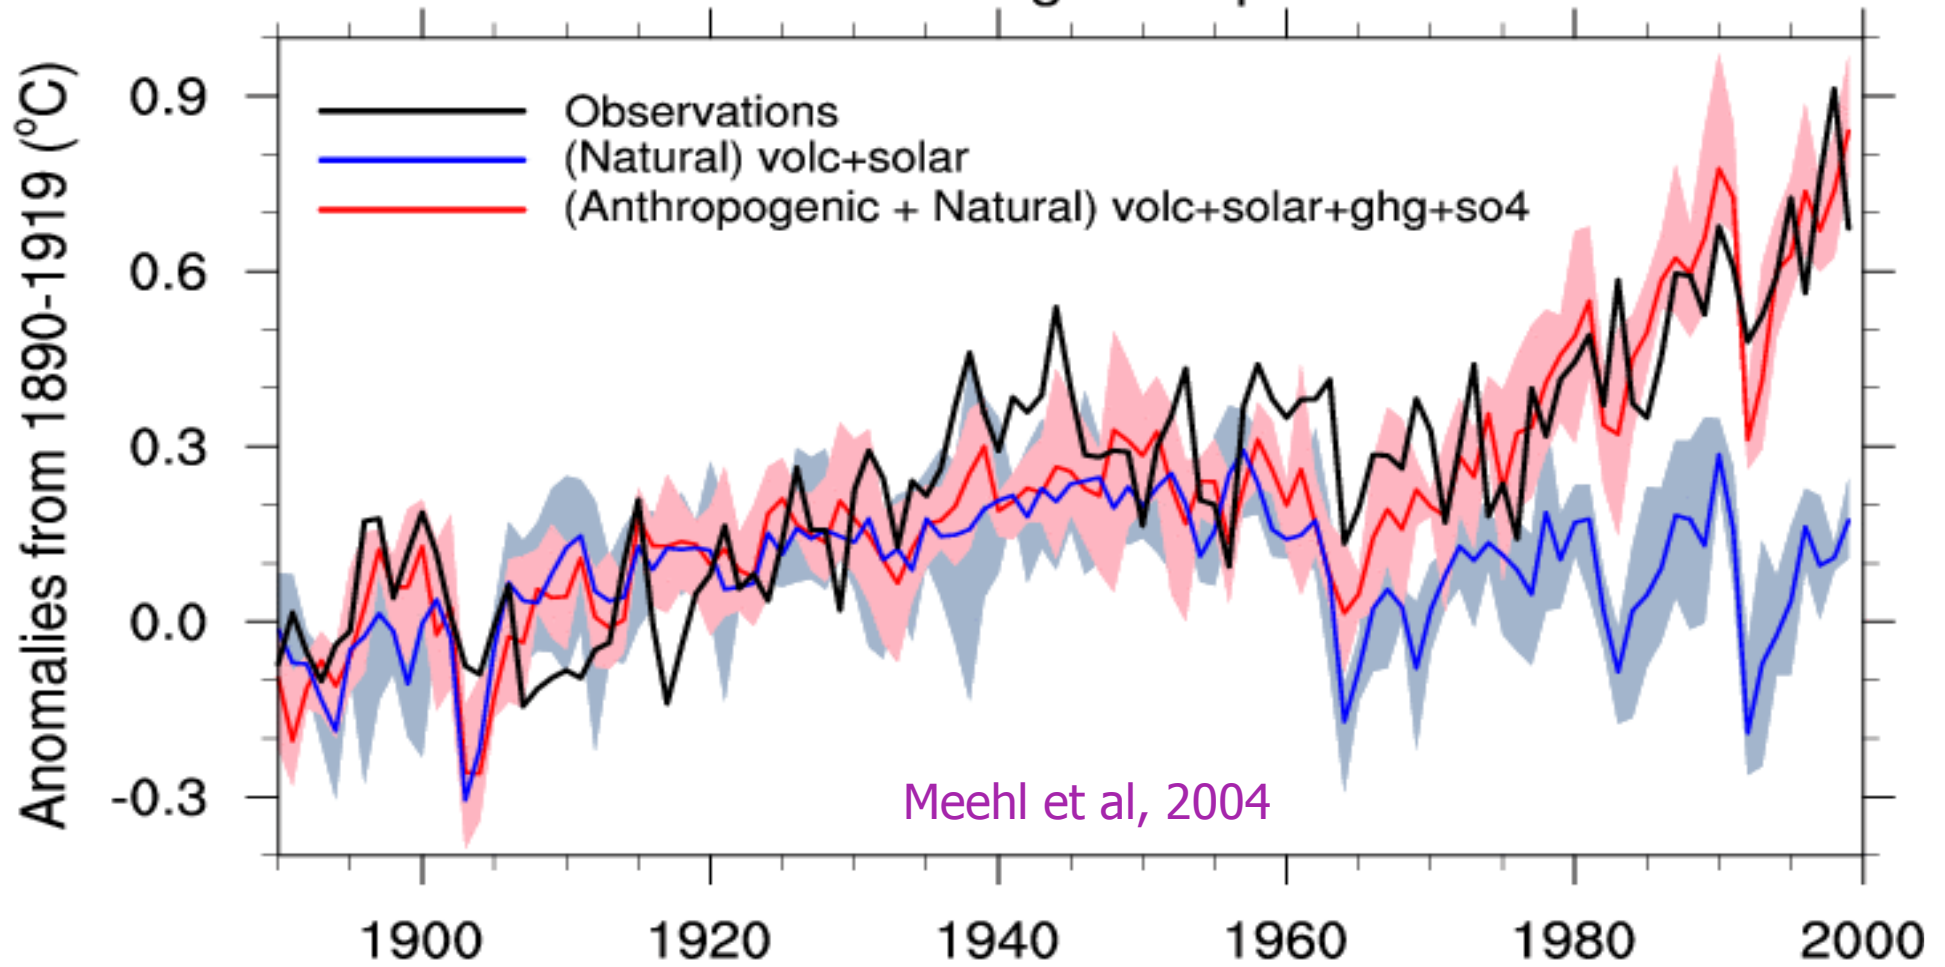 Anomalies from 1890-1919 (°C)
0.9
0.6
0.3
0.0
-0.3
Observations
(Natural) volc+solar
(Anthropogenic + Natural) volc+solar+ghg+so4
Meehl et al, 2004
1900 1920 1940 1960 1980 2000